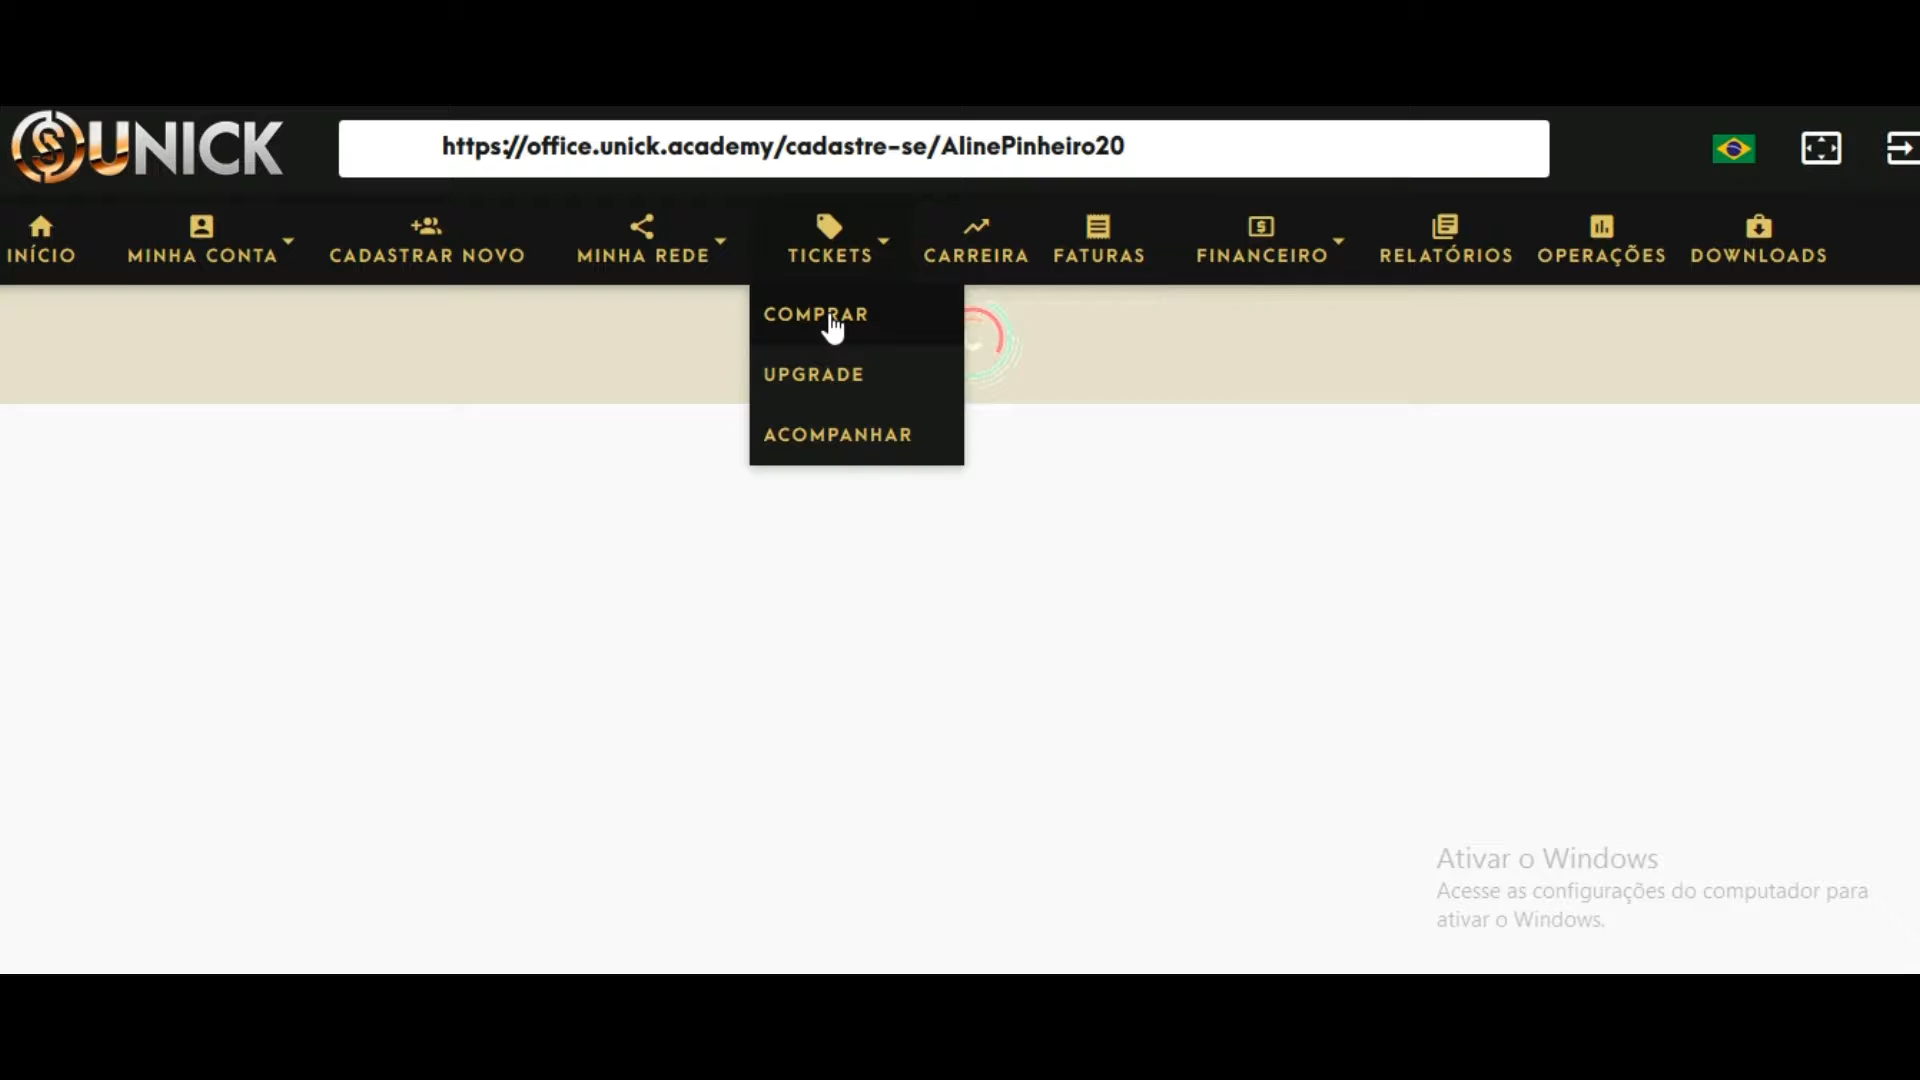 UNICK
https://office.unick.academy/cadastre-se/AlinePinheiro20
INÍCIO
MINHA CONTA
CADASTRAR NOVO
MINHA REDE
TICKETS
CARREIRA
FATURAS
FINANCEIRO
RELATÓRIOS
OPERAÇÕES
DOWNLOADS
COMPRAR
UPGRADE
ACOMPANHAR
Ativar o Windows
Acesse as configurações do computador para
ativar o Windows.